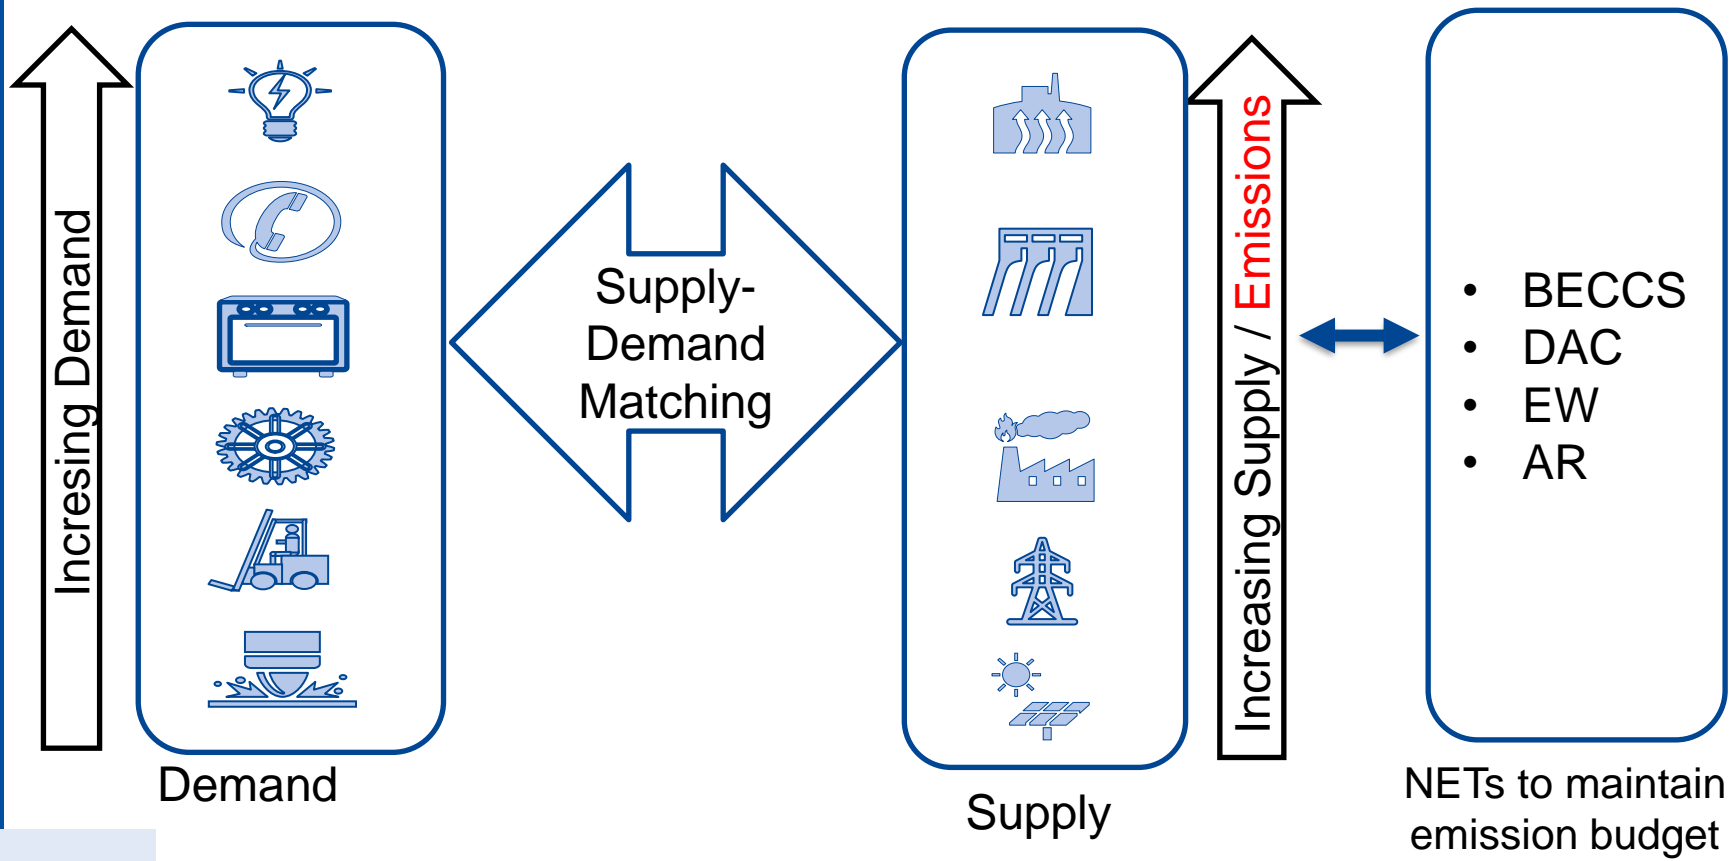 Incresing Demand
Demand
Supply-
Demand
Matching
Supply
Increasing Supply / Emissions
• BECCS
• DAC
• EW
• AR
NETs to maintain
emission budget